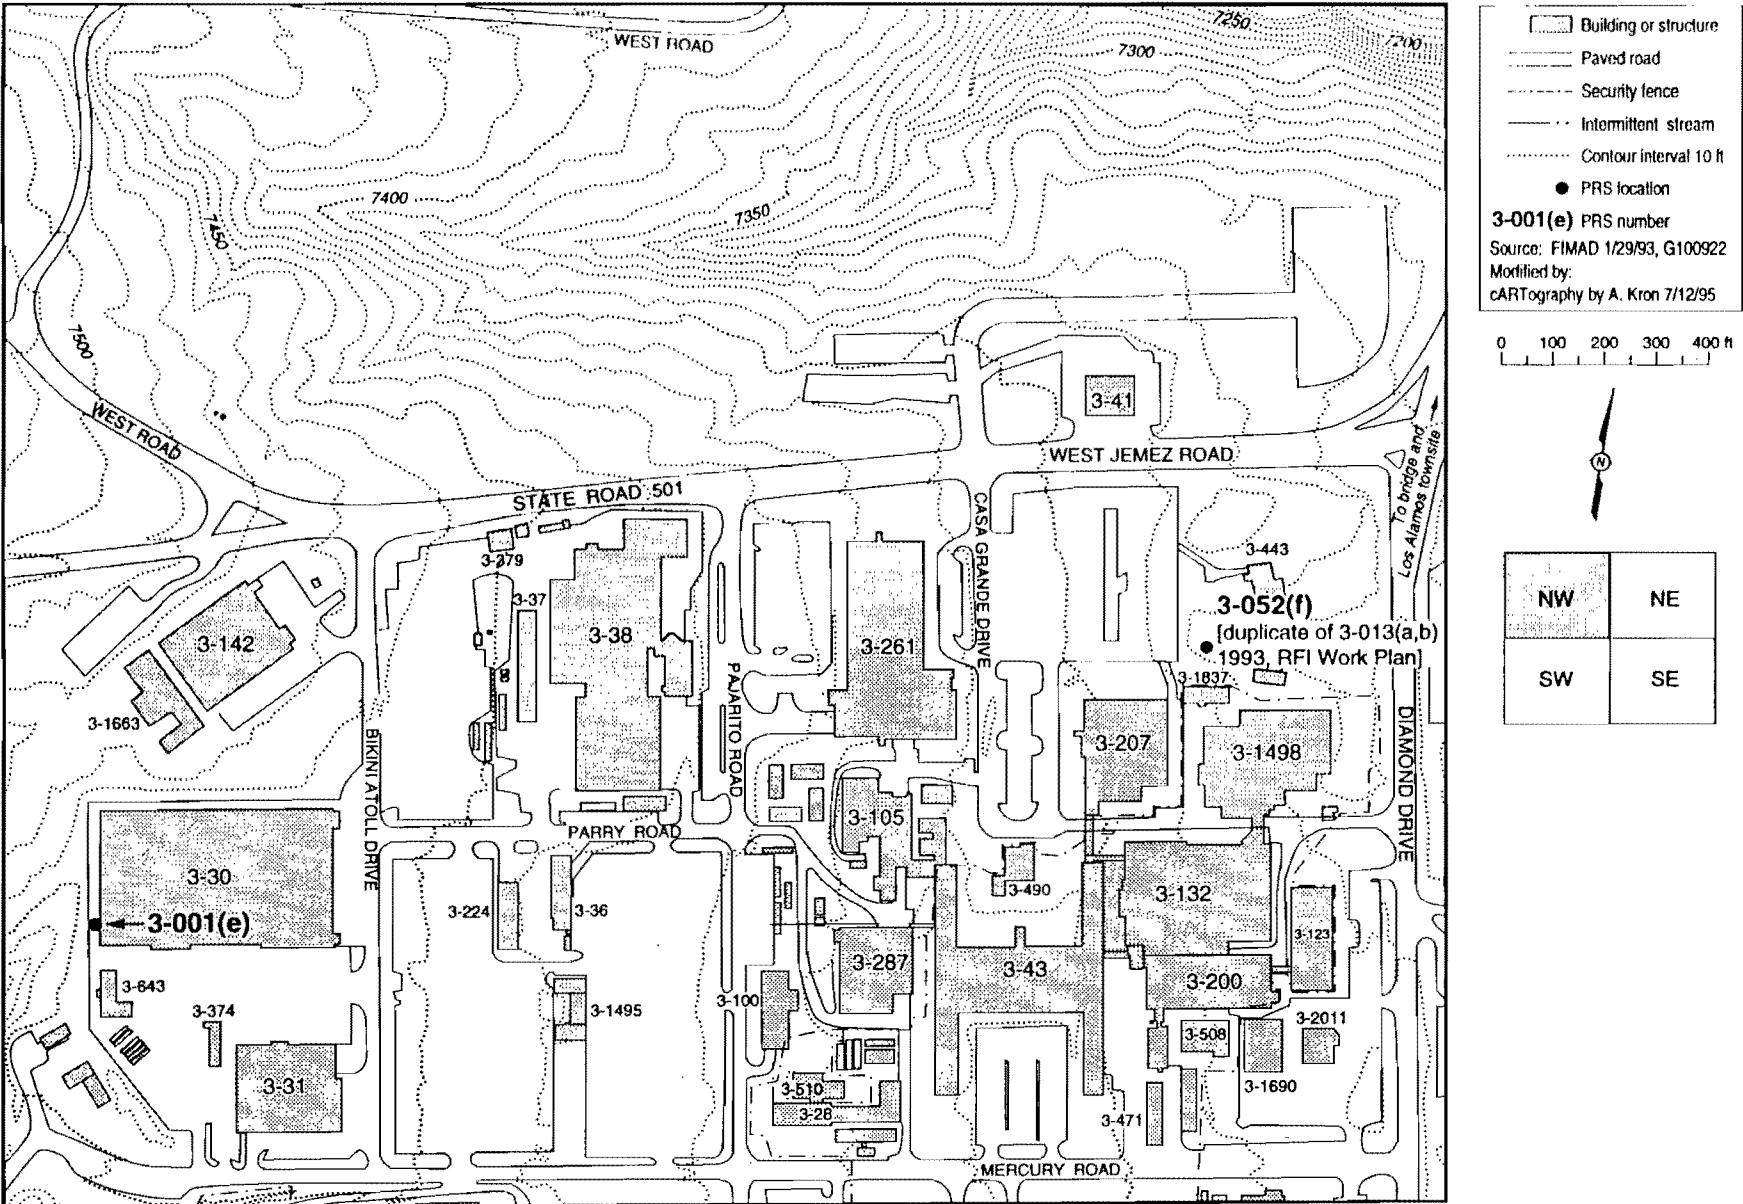 WEST ROAD
7250
7200
7300
7400
7350
7450
7500
WEST ROAD
3-41
WEST JEMEZ ROAD
To bridge and
Los Alamos townsite
STATE ROAD 501
CASA GRANDE DRIVE
3-379
3-37
3-38
3-142
3-1663
3-261
3-443
3-052(f)
[duplicate of 3-013(a,b)
1993, RFI Work Plan]
3-1837
PAJARITO ROAD
BIKINI ATOLL DRIVE
3-207
3-1498
DIAMOND DRIVE
3-105
PARRY ROAD
3-30
3-001(e)
3-224
3-36
3-490
3-132
3-123
3-287
3-43
3-200
3-643
3-374
3-1495
3-100
3-508
3-2011
3-31
3-510
3-28
3-1690
3-471
MERCURY ROAD
Building or structure
Paved road
Security fence
Intermittent stream
Contour interval 10 ft
PRS location
3-001(e) PRS number
Source: FIMAD 1/29/93, G100922
Modified by:
cARTography by A. Kron 7/12/95
0 100 200 300 400 ft
N
NW NE
SW SE